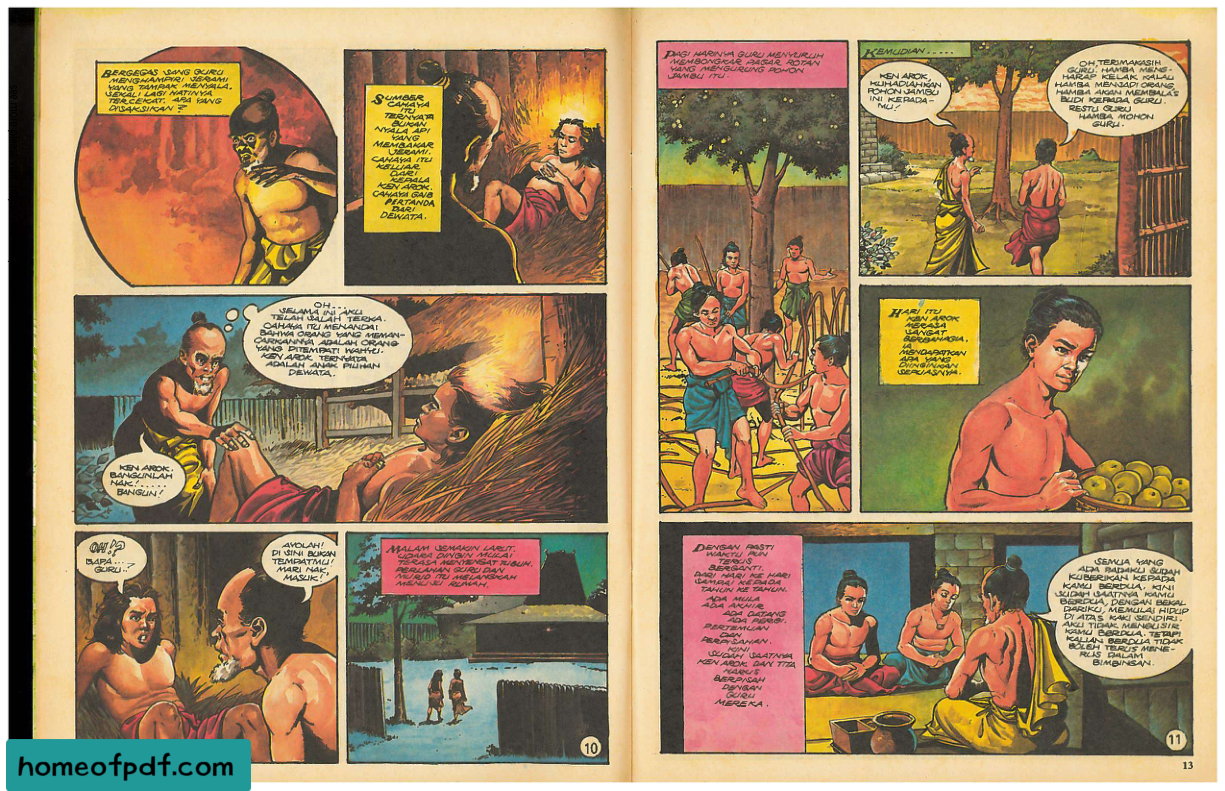 BERGEGAS SANG GURU
MENGHAMPIRI JERAMI
YANG TAMPAK MENYALA.
SEKALI LAGI HATINYA
TERCEKAT. APA YANG
DISAKSIKAN?
SUMBER
CAHAYA
ITU
TERNYATA
BUKAN
NYALA API
YANG
MEMBAKAR
JERAMI.
CAHAYA ITU
KELUAR
DARI
KEPALA
KEN AROK.
CAHAYA GAIB
PERTANDA
DARI
DEWATA.
OH...
SELAMA INI AKU
TELAH SALAH TERKA.
CAHAYA ITU MENANDAI
BAHWA ORANG YANG MEMAN-
CARKANNYA ADALAH ORANG
YANG DITEMPATI WAHYU.
KEN AROK TERNYATA
ADALAH ANAK PILIHAN
DEWATA.
KEN AROK.
BANGUNLAH
NAK!.....
BANGUN!
OH!?
BAPA...
GURU..?
AYOLAH!
DI SINI BUKAN
TEMPATMU!
MARI NAK,
MASUK!
MALAM SEMAKIN LARUT.
UDARA DINGIN MULAI
TERASA MENYENGAT TUBUH.
PERLAHAN GURU DAN
MURID ITU MELANGKAH
MENUJU RUMAH.
10
PAGI HARINYA GURU MENYURUH
MEMBONGKAR PAGAR ROTAN
YANG MENGURUNG POHON
JAMBU ITU.
KEMUDIAN.....
KEN AROK,
KUHADIAHKAN
POHON JAMBU
INI KEPADA-
MU!
OH, TERIMAKASIH
GURU. HAMBA MENG-
HARAP KELAK KALAU
HAMBA MENJADI ORANG,
HAMBA AKAN MEMBALAS
BUDI KEPADA GURU.
RESTU GURU
HAMBA MOHON
GURU.
HARI ITU
KEN AROK
MERASA
SANGAT
BERBAHAGIA.
IA
MENDAPATKAN
APA YANG
DIINGINKAN
SEPUASNYA.
DENGAN PASTI
WAKTU PUN
TERUS
BERGANTI.
DARI HARI KE HARI
SAMPAI KEPADA
TAHUN KE TAHUN.
ADA MULA
ADA AKHIR
ADA DATANG
ADA PERGI.
PERTEMUAN
DAN
PERPISAHAN.
KINI
SUDAH SAATNYA
KEN AROK DAN TITA
HARUS
BERPISAH
DENGAN
GURU
MEREKA.
SEMUA YANG
ADA PADAKU SUDAH
KUBERIKAN KEPADA
KAMU BERDUA. KINI
SUDAH SAATNYA KAMU
BERDUA, DENGAN BEKAL
DARIKU, MEMULAI HIDUP
DI ATAS KAKI SENDIRI.
AKU TIDAK MENGUSIR
KAMU BERDUA. TETAPI
KALIAN BERDUA TIDAK
BOLEH TERUS MENE-
RUS DALAM
BIMBINGAN.
11
13
homeofpdf.com